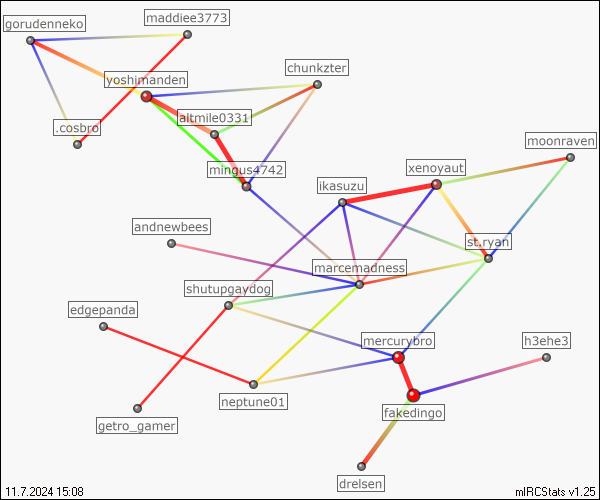 maddiee3773
gorudenneko
chunkzter
yoshimanden
altmile0331
.cosbro
moonraven
mingus4742
xenoyaut
ikasuzu
andnewbees
st.ryan
marcemadness
shutupgaydog
edgepanda
mercurybro
h3ehe3
neptune01
fakedingo
getro_gamer
drelsen
11.7.2024 15:08
mIRCStats v1.25